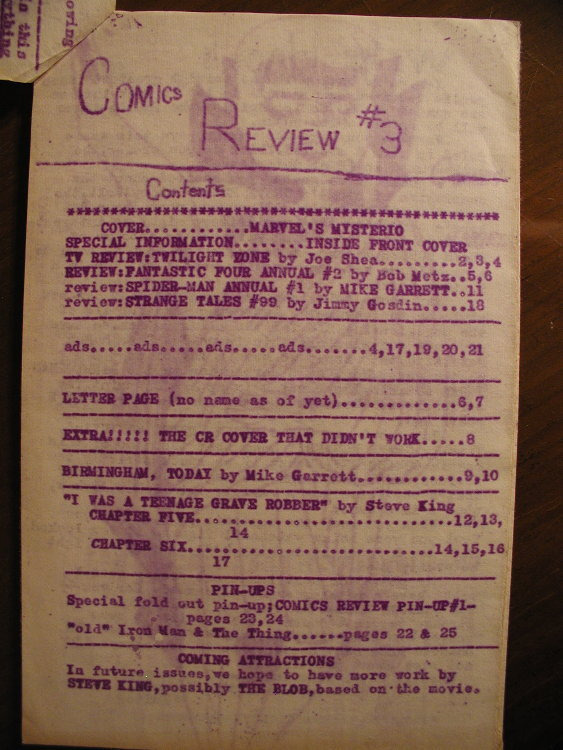 oving
s this
ything
COMICS
REVIEW #3
Contents
************************************************
COVER............MARVEL'S MYSTERIO
SPECIAL INFORMATION........INSIDE FRONT COVER
TV REVIEW:TWILIGHT ZONE by Joe Shea.........2,3,4
REVIEW:FANTASTIC FOUR ANNUAL #2 by Bob Metz..5,6
review:SPIDER-MAN ANNUAL #1 by MIKE GARRETT..11
review:STRANGE TALES #99 by Jimmy Gosdin.....18
ads.....ads.....ads.....ads.......4,17,19,20,21
LETTER PAGE (no name as of yet).............6,7
EXTRA!!!!! THE CR COVER THAT DIDN'T WORK.....8
BIRMINGHAM, TODAY by Mike Garrett............9,10
"I WAS A TEENAGE GRAVE ROBBER" by Steve King
CHAPTER FIVE.............................12,13,
14
CHAPTER SIX............................14,15,16
17
PIN-UPS
Special fold out pin-up;COMICS REVIEW PIN-UP#1-
pages 23,24
"old" Iron Man & The Thing......pages 22 & 25
COMING ATTRACTIONS
In future issues,we hope to have more work by
STEVE KING,possibly THE BLOB,based on the movie.